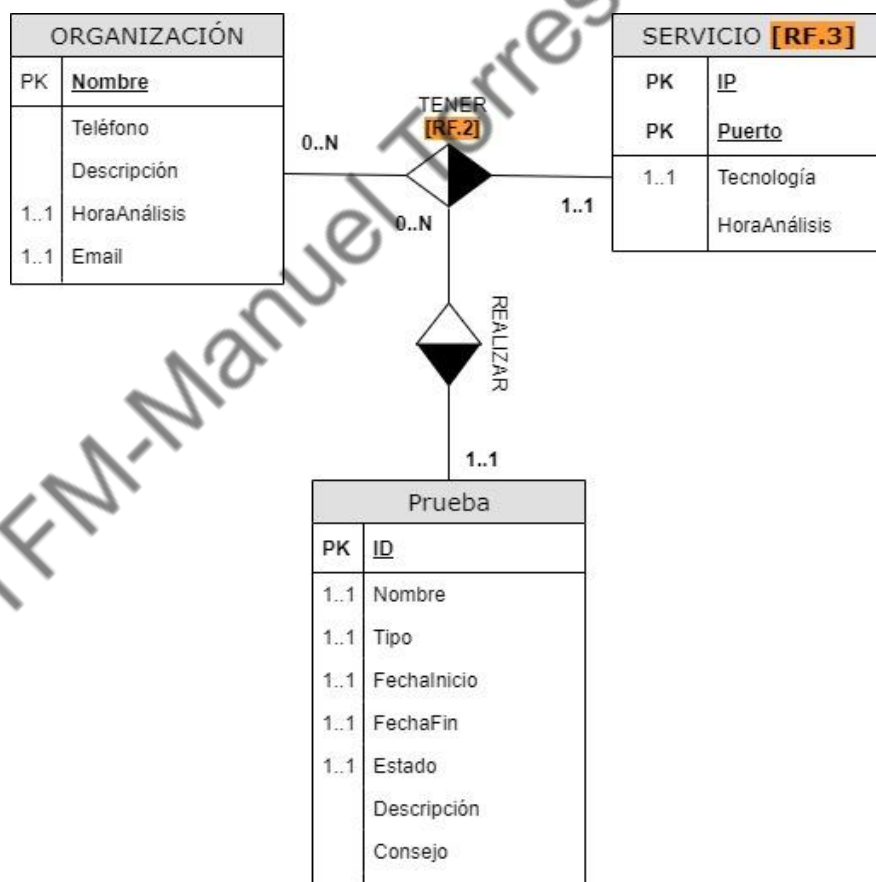 ORGANIZACIÓN
PK Nombre
Teléfono
Descripción
1..1 HoraAnálisis
1..1 Email
0..N
TENER
[RF.2]
0..N
1..1
SERVICIO [RF.3]
PK IP
PK Puerto
1..1 Tecnología
HoraAnálisis
REALIZAR
1..1
Prueba
PK ID
1..1 Nombre
1..1 Tipo
1..1 FechaInicio
1..1 FechaFin
1..1 Estado
Descripción
Consejo
TFM-Manuel Torres